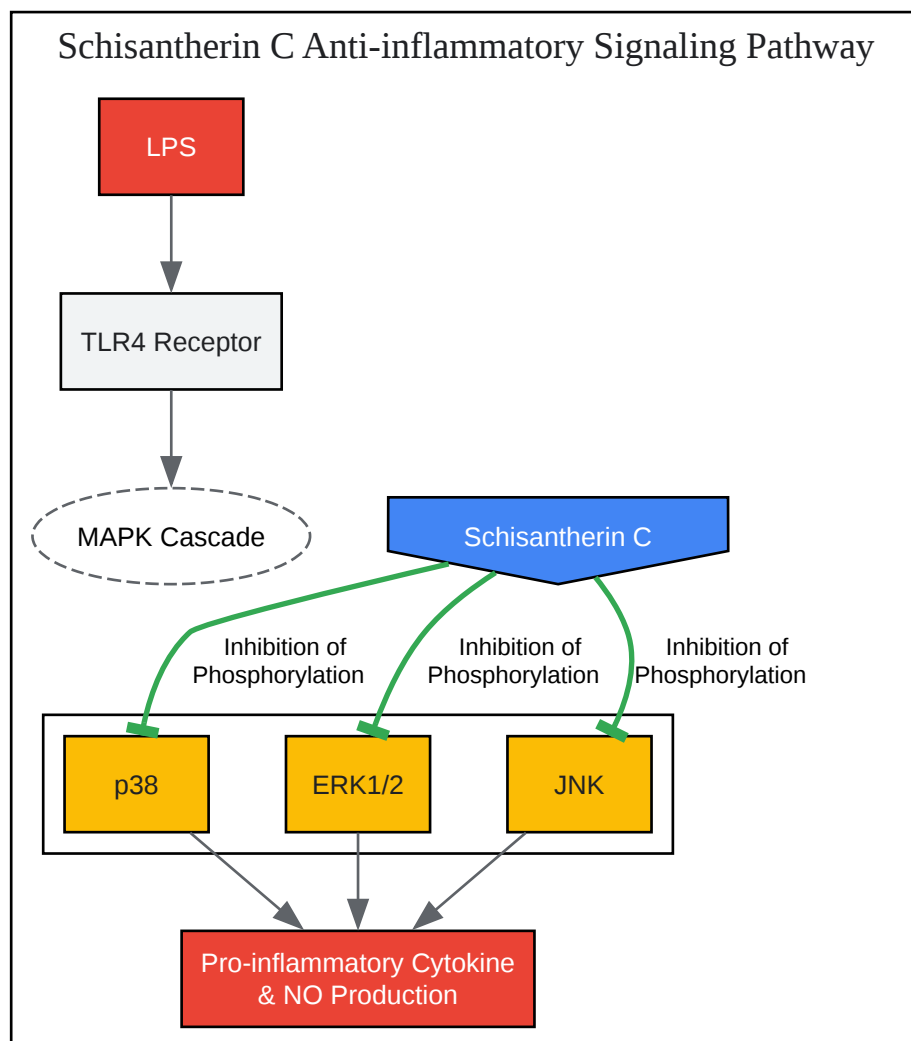 Schisantherin C Anti-inflammatory Signaling Pathway
LPS
TLR4 Receptor
MAPK Cascade
Schisantherin C
Inhibition of
Phosphorylation
Inhibition of
Phosphorylation
Inhibition of
Phosphorylation
p38
ERK1/2
JNK
Pro-inflammatory Cytokine
& NO Production